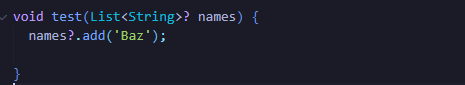 void test(List<String>? names) {
  names?.add('Baz');
}